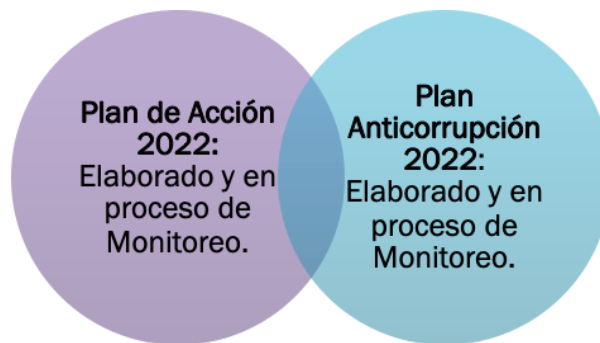 Plan de Acción
2022:
Elaborado y en
proceso de
Monitoreo.
Plan
Anticorrupción
2022:
Elaborado y en
proceso de
Monitoreo.